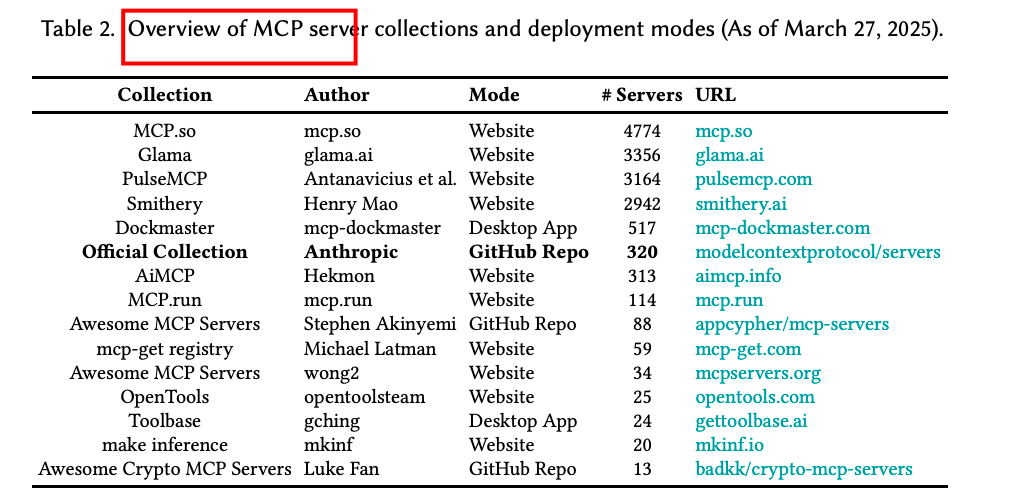 Table 2. Overview of MCP server collections and deployment modes (As of March 27, 2025).
Collection Author Mode # Servers URL
MCP.so mcp.so Website 4774 mcp.so
Glama glama.ai Website 3356 glama.ai
PulseMCP Antanavicius et al. Website 3164 pulsemcp.com
Smithery Henry Mao Website 2942 smithery.ai
Dockmaster mcp-dockmaster Desktop App 517 mcp-dockmaster.com
Official Collection Anthropic GitHub Repo 320 modelcontextprotocol/servers
AiMCP Hekmon Website 313 aimcp.info
MCP.run mcp.run Website 114 mcp.run
Awesome MCP Servers Stephen Akinyemi GitHub Repo 88 appcypher/mcp-servers
mcp-get registry Michael Latman Website 59 mcp-get.com
Awesome MCP Servers wong2 Website 34 mcpservers.org
OpenTools opentoolsteam Website 25 opentools.com
Toolbase gching Desktop App 24 gettoolbase.ai
make inference mkinf Website 20 mkinf.io
Awesome Crypto MCP Servers Luke Fan GitHub Repo 13 badkk/crypto-mcp-servers